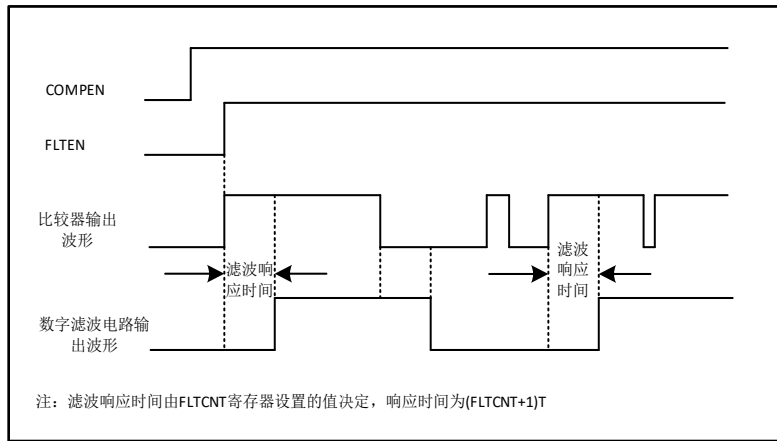 COMPEN
FLTEN
比较器输出
波形
滤波响
应时间
滤波
响应
时间
数字滤波电路输
出波形
注：滤波响应时间由FLTCNT寄存器设置的值决定，响应时间为(FLTCNT+1)T